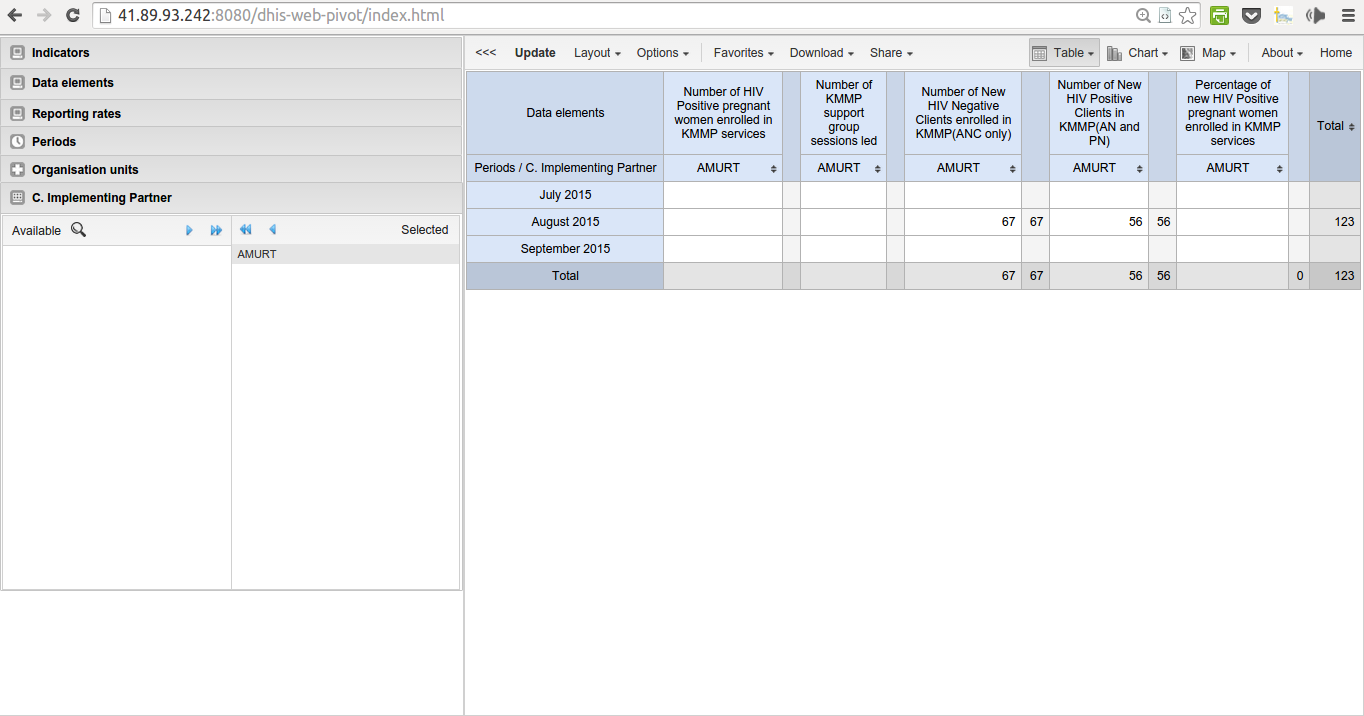 41.89.93.242:8080/dhis-web-pivot/index.html
Indicators
Data elements
Reporting rates
Periods
Organisation units
C. Implementing Partner
Available
Selected
AMURT
<<< Update Layout Options Favorites Download Share Table Chart Map About Home
Data elements
Number of HIV
Positive pregnant
women enrolled in
KMMP services
Number of
KMMP
support
group
sessions led
Number of New
HIV Negative
Clients enrolled in
KMMP(ANC only)
Number of New
HIV Positive
Clients in
KMMP(AN and
PN)
Percentage of
new HIV Positive
pregnant women
enrolled in KMMP
services
Total
Periods / C. Implementing Partner AMURT AMURT AMURT AMURT AMURT
July 2015
August 2015 67 67 56 56 123
September 2015
Total 67 67 56 56 0 123